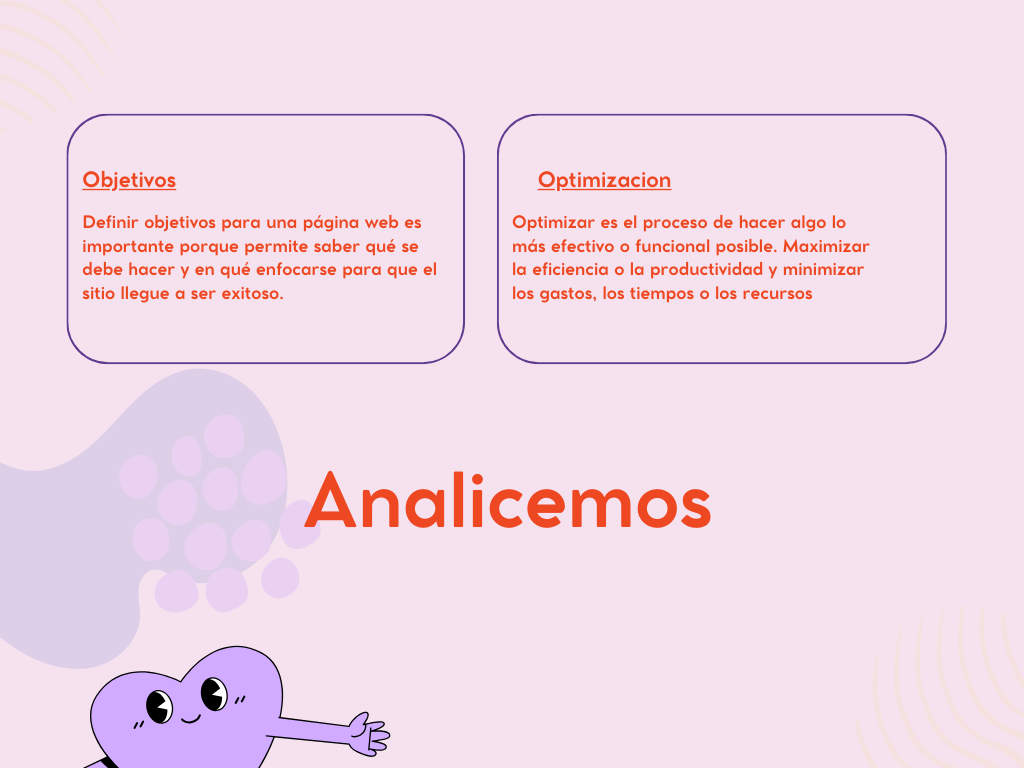 Objetivos
Definir objetivos para una página web es
importante porque permite saber qué se
debe hacer y en qué enfocarse para que el
sitio llegue a ser exitoso.
Optimizacion
Optimizar es el proceso de hacer algo lo
más efectivo o funcional posible. Maximizar
la eficiencia o la productividad y minimizar
los gastos, los tiempos o los recursos
Analicemos